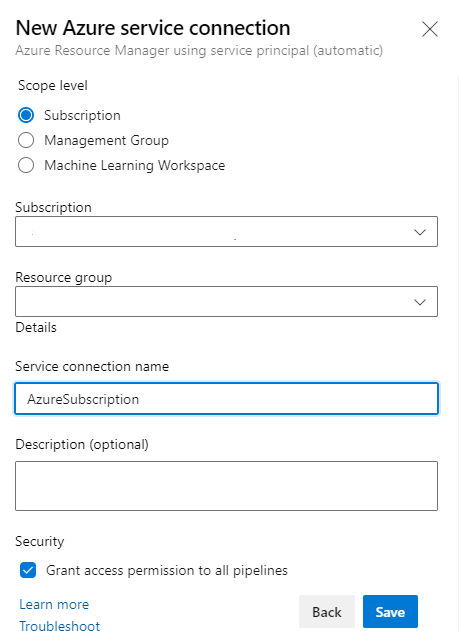 New Azure service connection
Azure Resource Manager using service principal (automatic)
Scope level
Subscription
Management Group
Machine Learning Workspace
Subscription
Resource group
Details
Service connection name
AzureSubscription
Description (optional)
Security
Grant access permission to all pipelines
Learn more
Troubleshoot
Back
Save